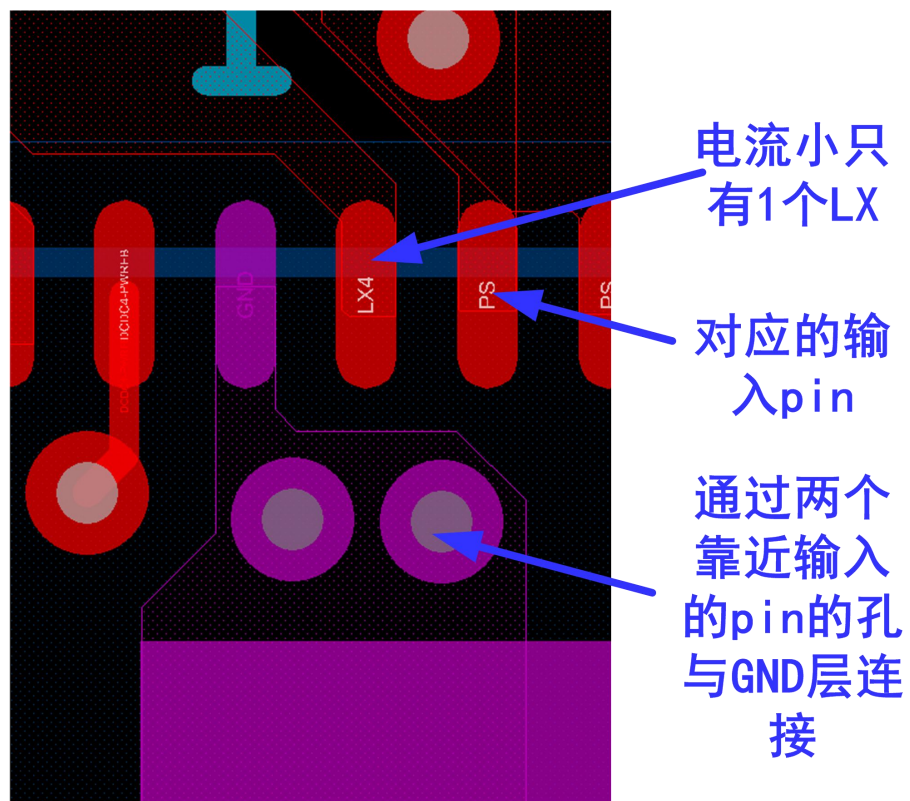 电流小只
有1个LX
对应的输
入pin
通过两个
靠近输入
的pin的孔
与GND层连
接
GND
LX4
PS
PS